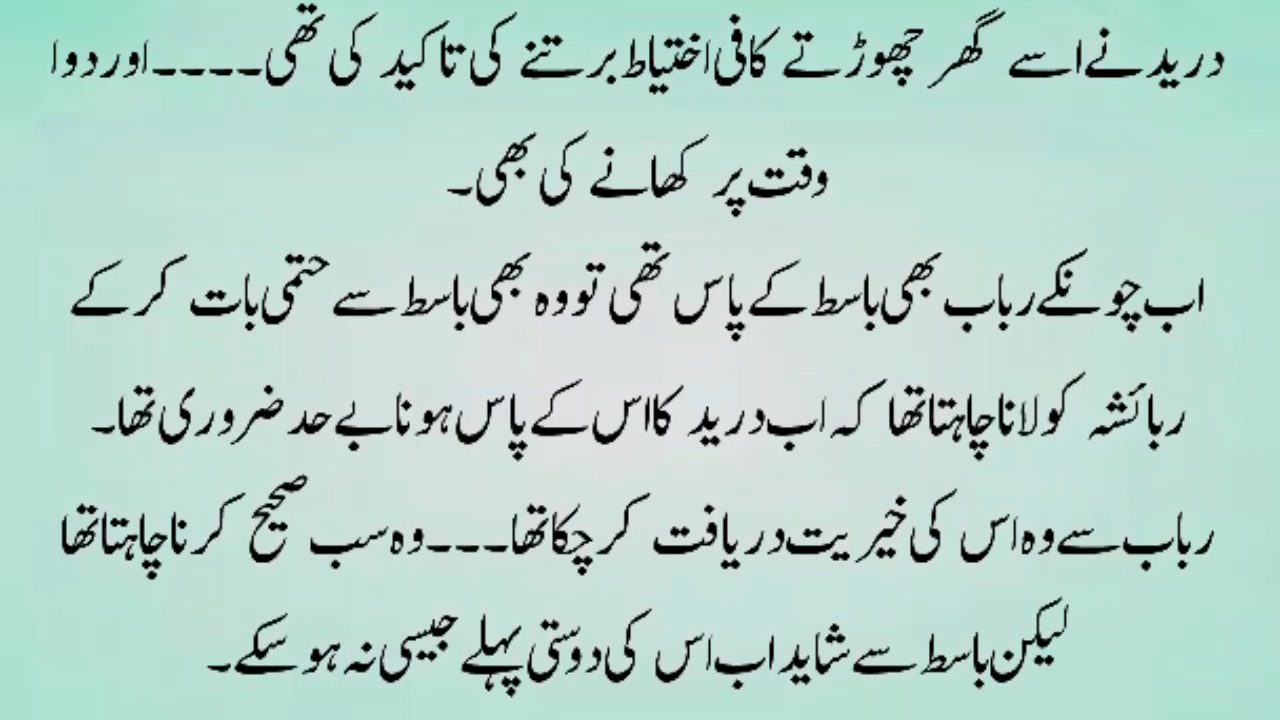 درید نے اسے گھر چھوڑتے کافی اختیاط برتنے کی تاکید کی تھی۔۔۔۔اور دوا
وقت پر کھانے کی بھی۔
اب چونکے رباب بھی باسط کے پاس تھی تو وہ بھی باسط سے حتمی بات کر کے
ربائشہ کو لانا چاہتا تھا کہ اب درید کا اس کے پاس ہونا بے حد ضروری تھا۔
رباب سے وہ اس کی خیریت دریافت کر چکا تھا۔۔۔وہ سب صحیح کرنا چاہتا تھا
لیکن باسط سے شاید اب اس کی دوستی پہلے جیسی نہ ہو سکے۔